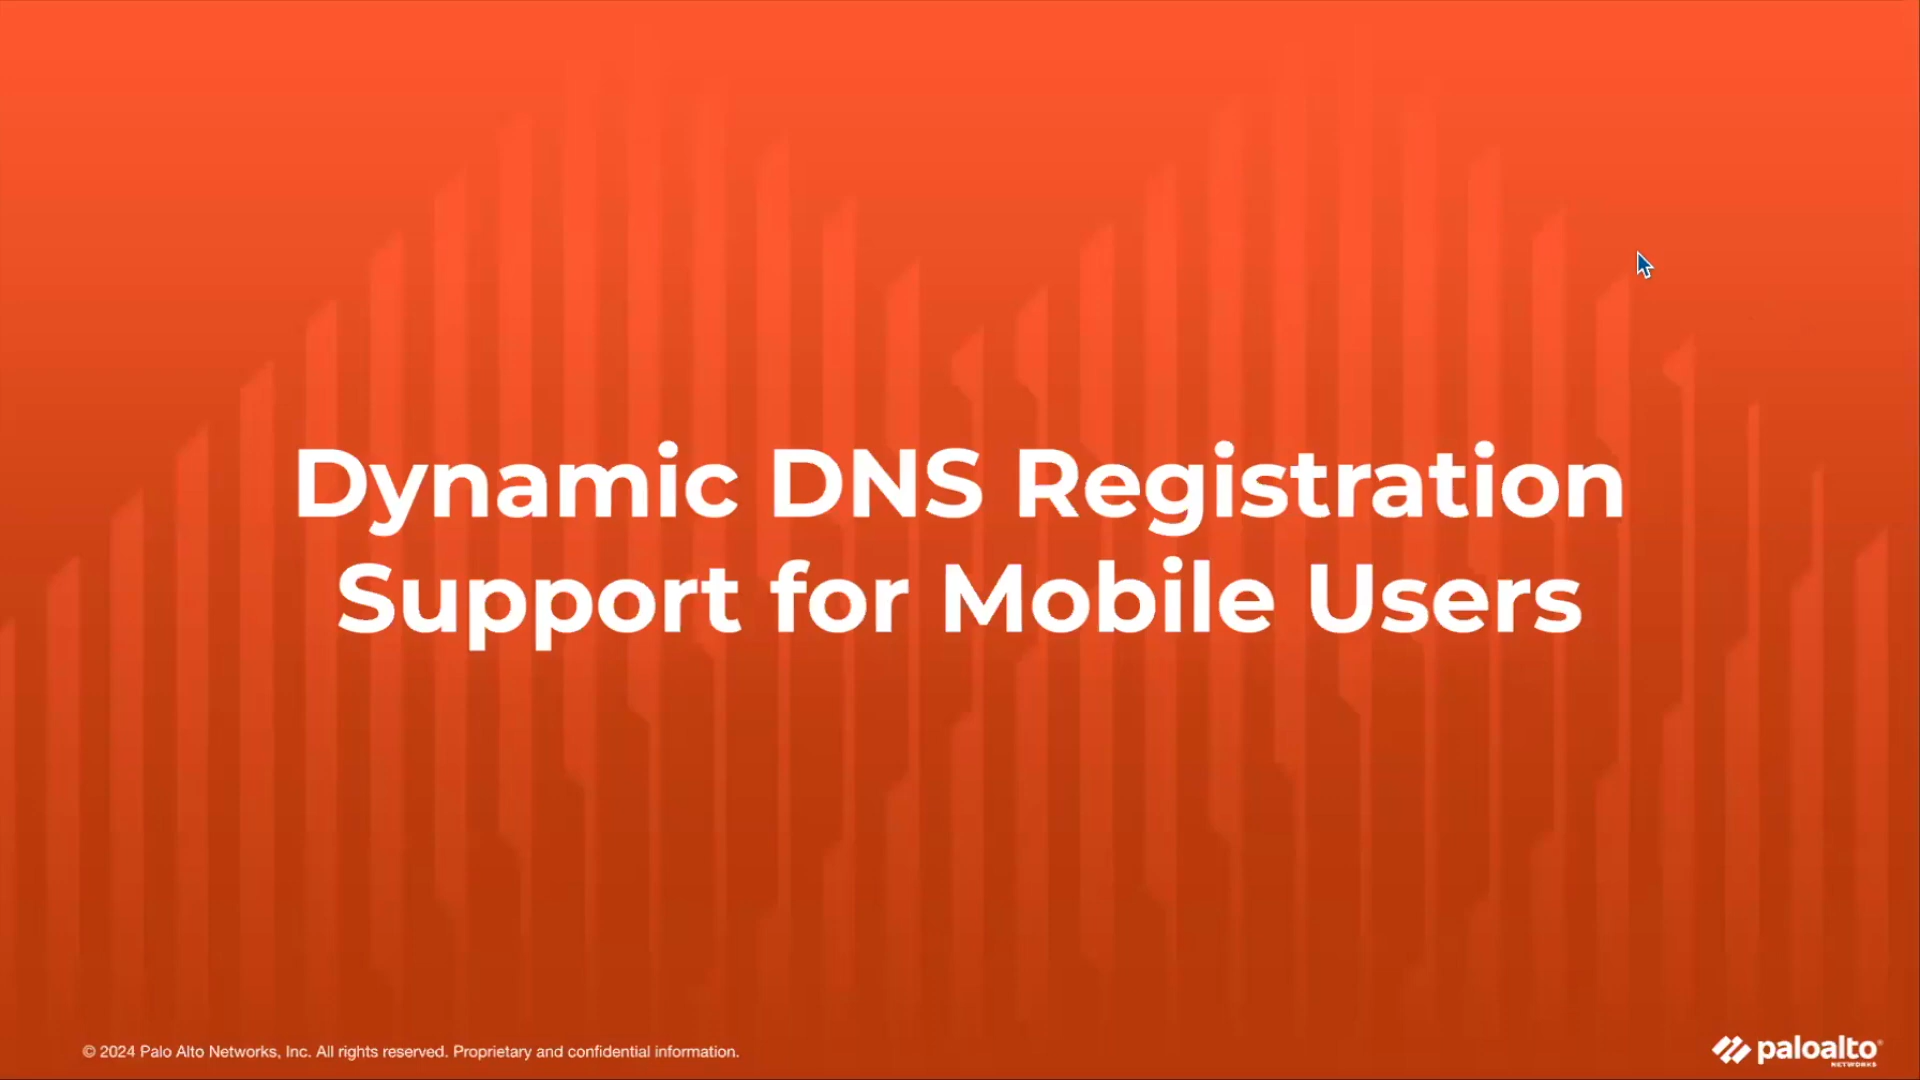 Dynamic DNS Registration
Support for Mobile Users
© 2024 Palo Alto Networks, Inc. All rights reserved. Proprietary and confidential information.
paloalto®
NETWORKS